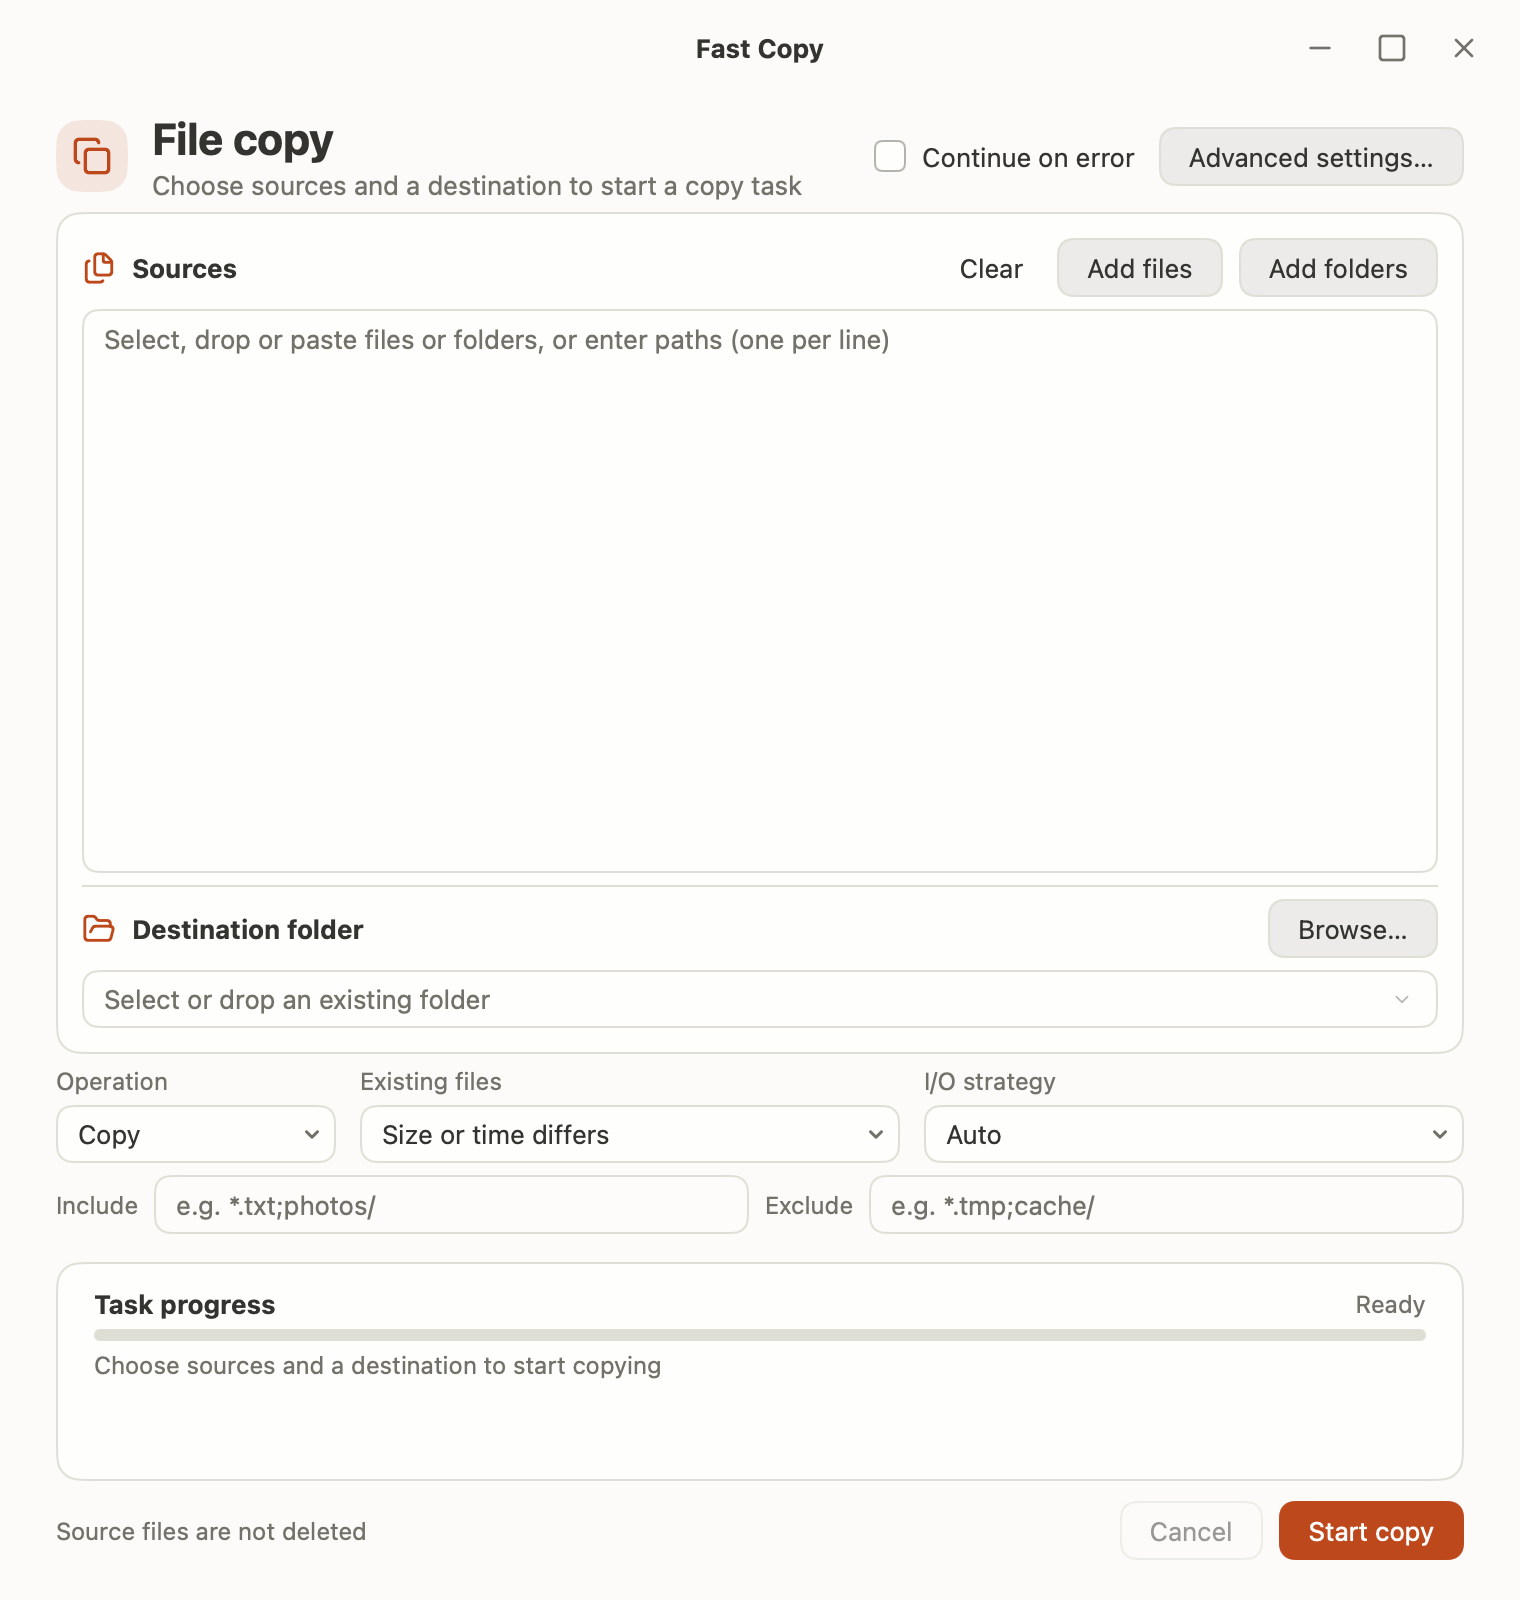 Fast Copy
File copy
Choose sources and a destination to start a copy task
Continue on error
Advanced settings...
Sources
Clear
Add files
Add folders
Select, drop or paste files or folders, or enter paths (one per line)
Destination folder
Browse...
Select or drop an existing folder
Operation
Existing files
I/O strategy
Copy
Size or time differs
Auto
Include
e.g. *.txt;photos/
Exclude
e.g. *.tmp;cache/
Task progress
Ready
Choose sources and a destination to start copying
Source files are not deleted
Cancel
Start copy